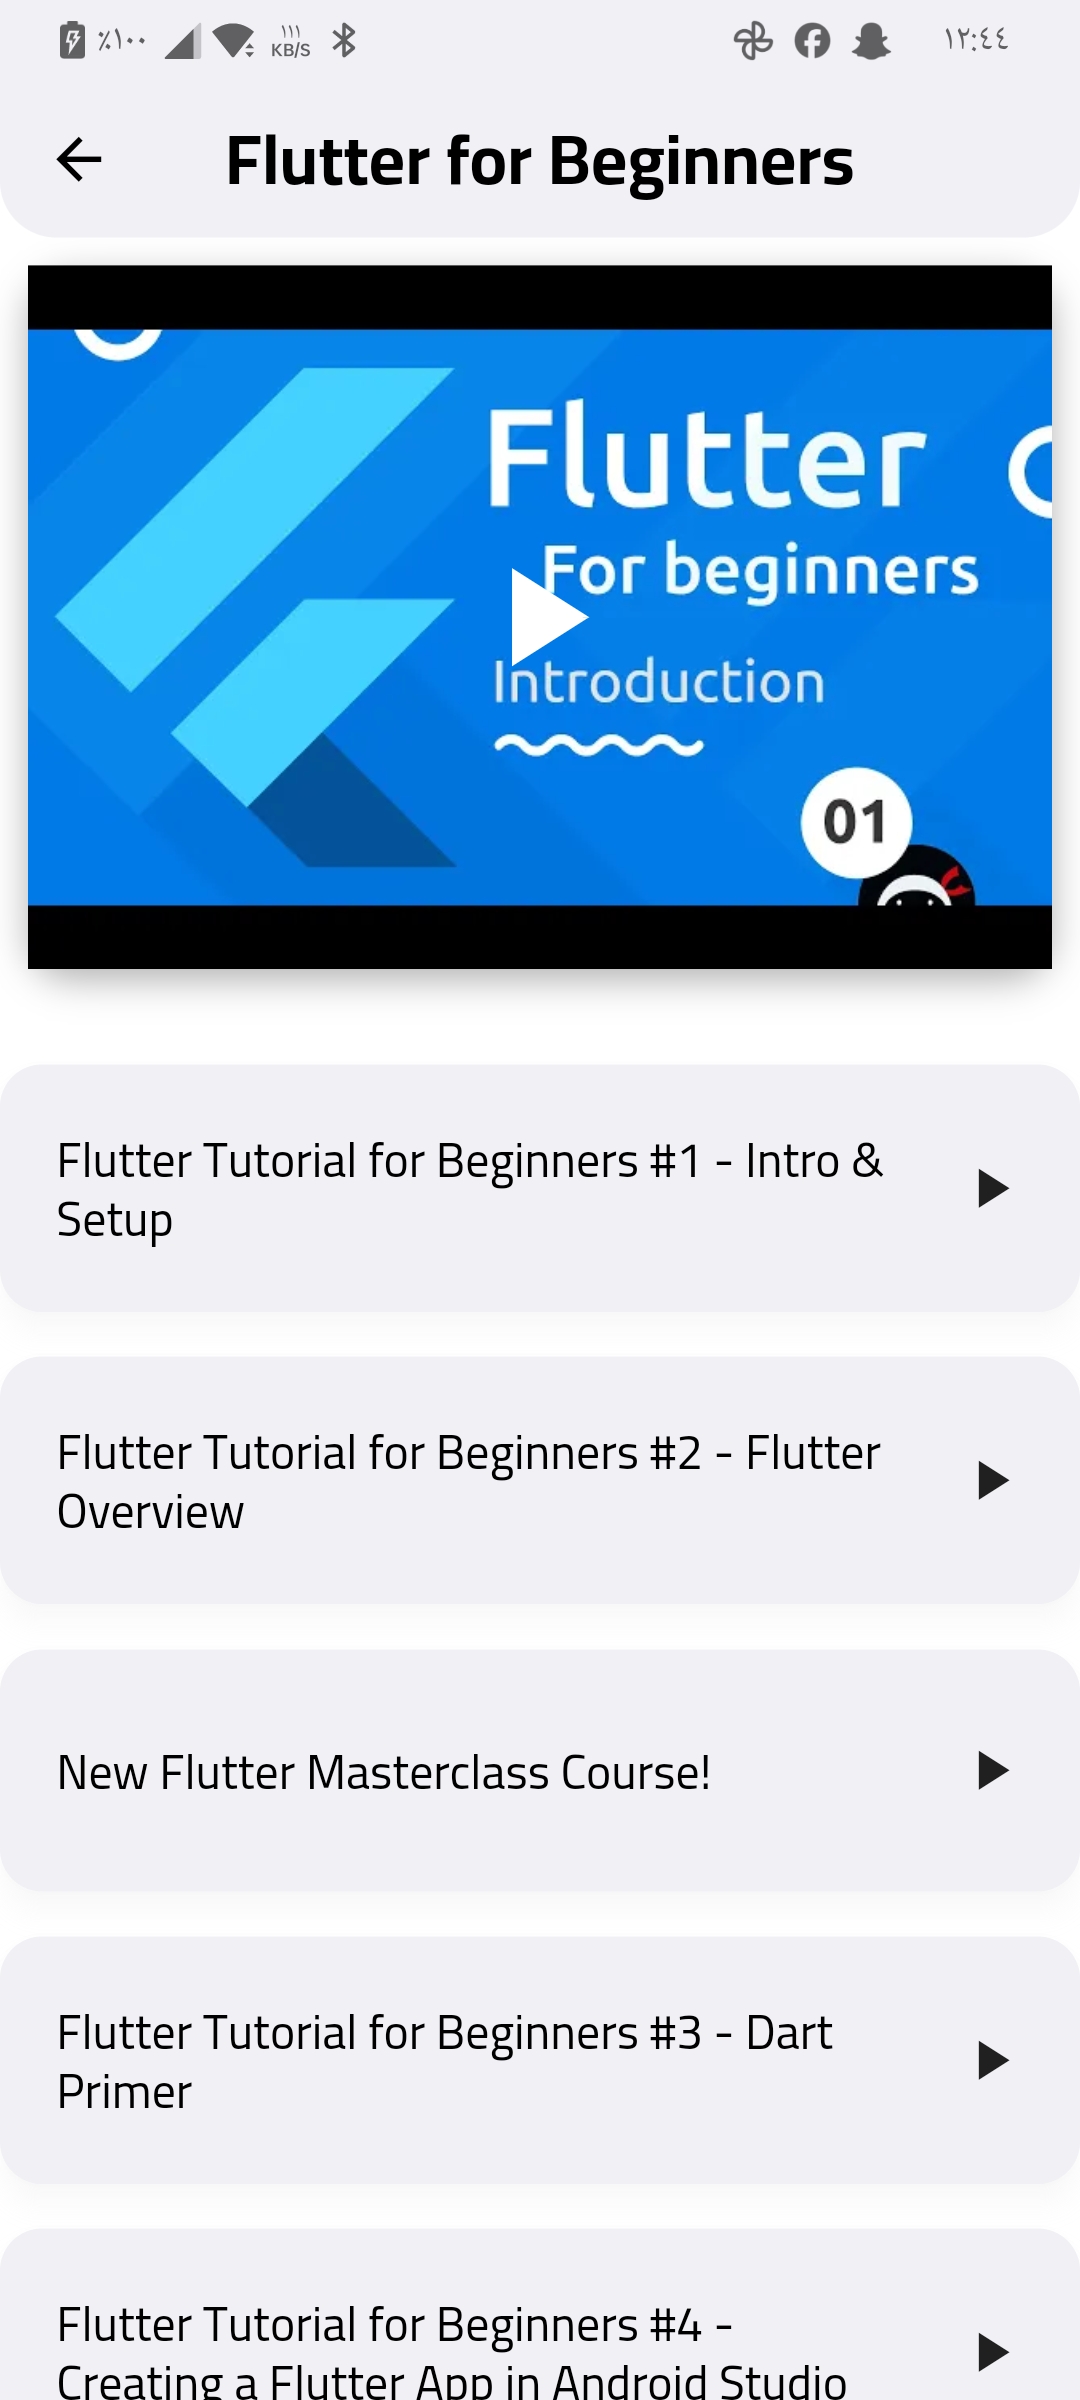 ٪١٠٠
١١١
KB/S
١٢:٤٤
Flutter for Beginners
Flutter
For beginners
Introduction
01
Flutter Tutorial for Beginners #1 - Intro &
Setup
Flutter Tutorial for Beginners #2 - Flutter
Overview
New Flutter Masterclass Course!
Flutter Tutorial for Beginners #3 - Dart
Primer
Flutter Tutorial for Beginners #4 -
Creating a Flutter App in Android Studio